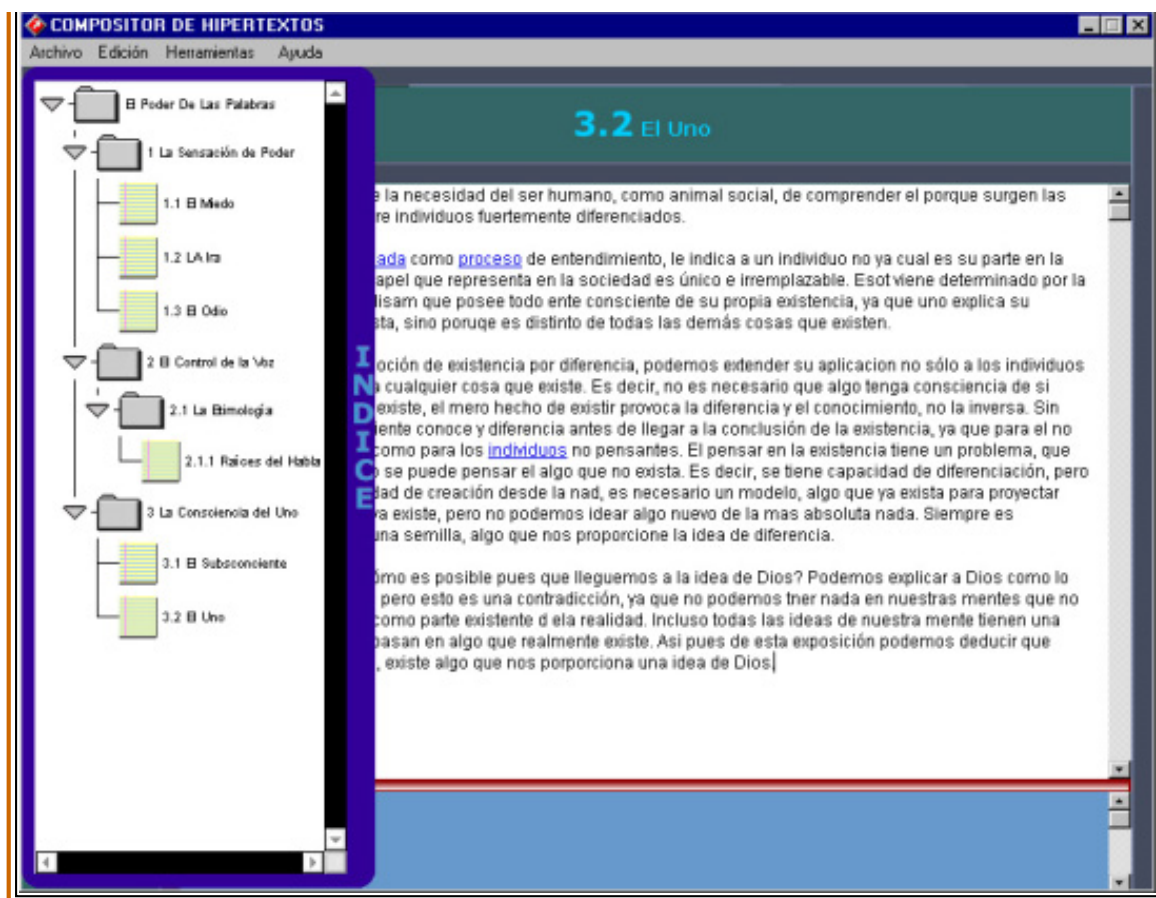 COMPOSITOR DE HIPERTEXTOS
Archivo Edición Herramientas Ayuda
El Poder De Las Palabras
1 La Sensación de Poder
1.1 El Miedo
1.2 LA Ira
1.3 El Odio
2 El Control de la Voz
2.1 La Etimología
2.1.1 Raíces del Habla
3 La Consciencia del Uno
3.1 El Subsconciente
3.2 El Uno
INDICE
3.2 El Uno
e la necesidad del ser humano, como animal social, de comprender el porque surgen las
re individuos fuertemente diferenciados.
ada como proceso de entendimiento, le indica a un individuo no ya cual es su parte en la
apel que representa en la sociedad es único e irremplazable. Esot viene determinado por la
lisam que posee todo ente consciente de su propia existencia, ya que uno explica su
sta, sino poruqe es distinto de todas las demás cosas que existen.
oción de existencia por diferencia, podemos extender su aplicacion no sólo a los individuos
a cualquier cosa que existe. Es decir, no es necesario que algo tenga consciencia de si
existe, el mero hecho de existir provoca la diferencia y el conocimiento, no la inversa. Sin
iente conoce y diferencia antes de llegar a la conclusión de la existencia, ya que para el no
como para los individuos no pensantes. El pensar en la existencia tiene un problema, que
o se puede pensar el algo que no exista. Es decir, se tiene capacidad de diferenciación, pero
dad de creación desde la nad, es necesario un modelo, algo que ya exista para proyectar
ya existe, pero no podemos idear algo nuevo de la mas absoluta nada. Siempre es
una semilla, algo que nos proporcione la idea de diferencia.
ómo es posible pues que lleguemos a la idea de Dios? Podemos explicar a Dios como lo
pero esto es una contradicción, ya que no podemos tner nada en nuestras mentes que no
como parte existente d ela realidad. Incluso todas las ideas de nuestra mente tienen una
basan en algo que realmente existe. Asi pues de esta exposición podemos deducir que
, existe algo que nos porporciona una idea de Dios.